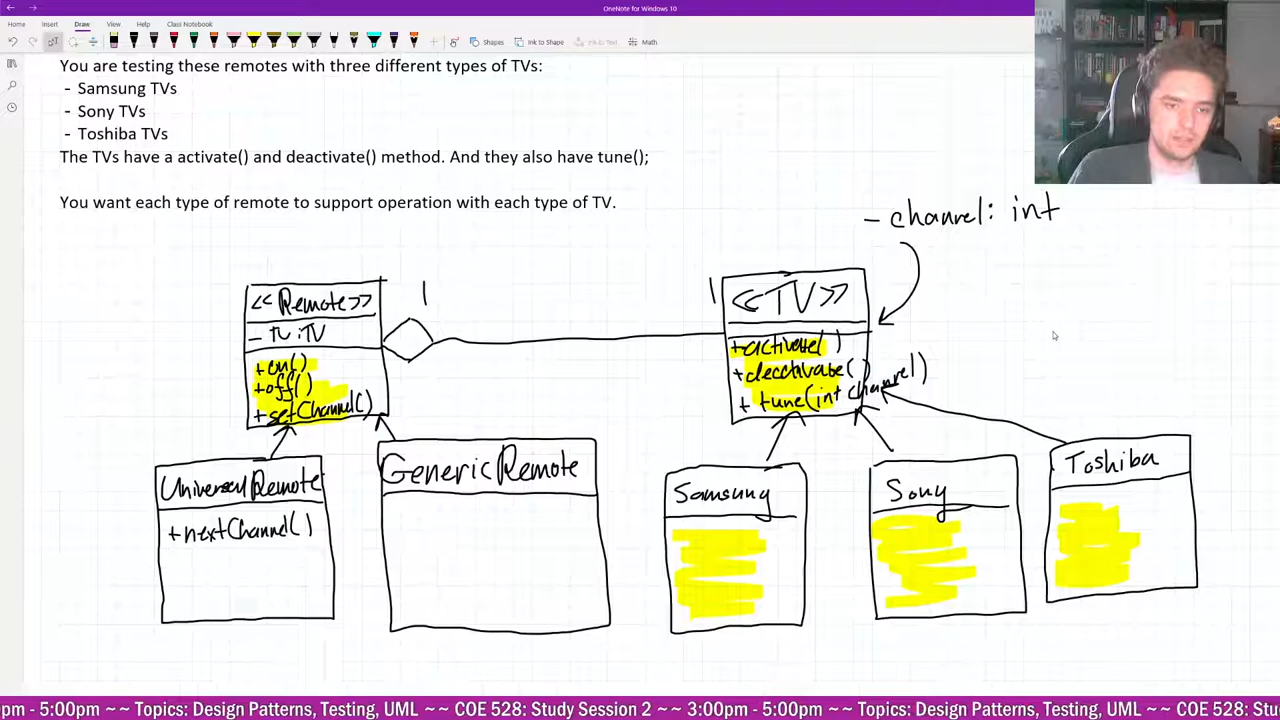 OneNote for Windows 10
Home Insert Draw View Help Class Notebook
Shapes Ink to Shape Ink to Text Math
You are testing these remotes with three different types of TVs:
- Samsung TVs
- Sony TVs
- Toshiba TVs
The TVs have a activate() and deactivate() method. And they also have tune();
You want each type of remote to support operation with each type of TV.
- channel: int
<<Remote>>
- TV: TV
+on()
+off()
+setChannel()
1
1
<<TV>>
+activate()
+deactivate()
+ tune(int channel)
UniversalRemote
+nextChannel()
GenericRemote
Samsung
Sony
Toshiba
0pm - 5:00pm ~~ Topics: Design Patterns, Testing, UML ~~ COE 528: Study Session 2 ~~ 3:00pm - 5:00pm ~~ Topics: Design Patterns, Testing, UML ~~ COE 528: Stu